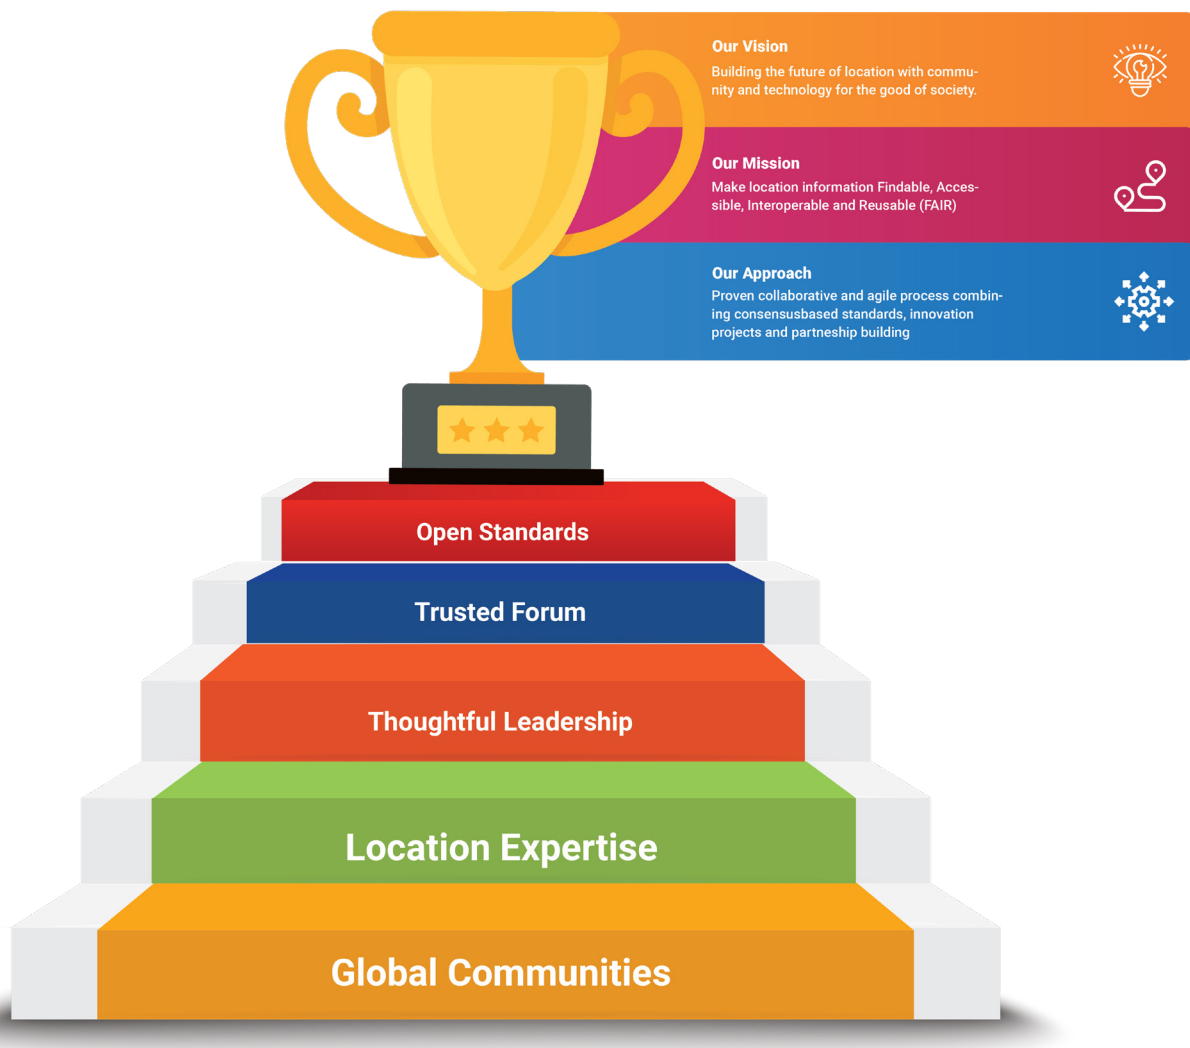 Our Vision
Building the future of location with commu-
nity and technology for the good of society.
Our Mission
Make location information Findable, Acces-
sible, Interoperable and Reusable (FAIR)
Our Approach
Proven collaborative and agile process combin-
ing consensusbased standards, innovation
projects and partneship building
Open Standards
Trusted Forum
Thoughtful Leadership
Location Expertise
Global Communities